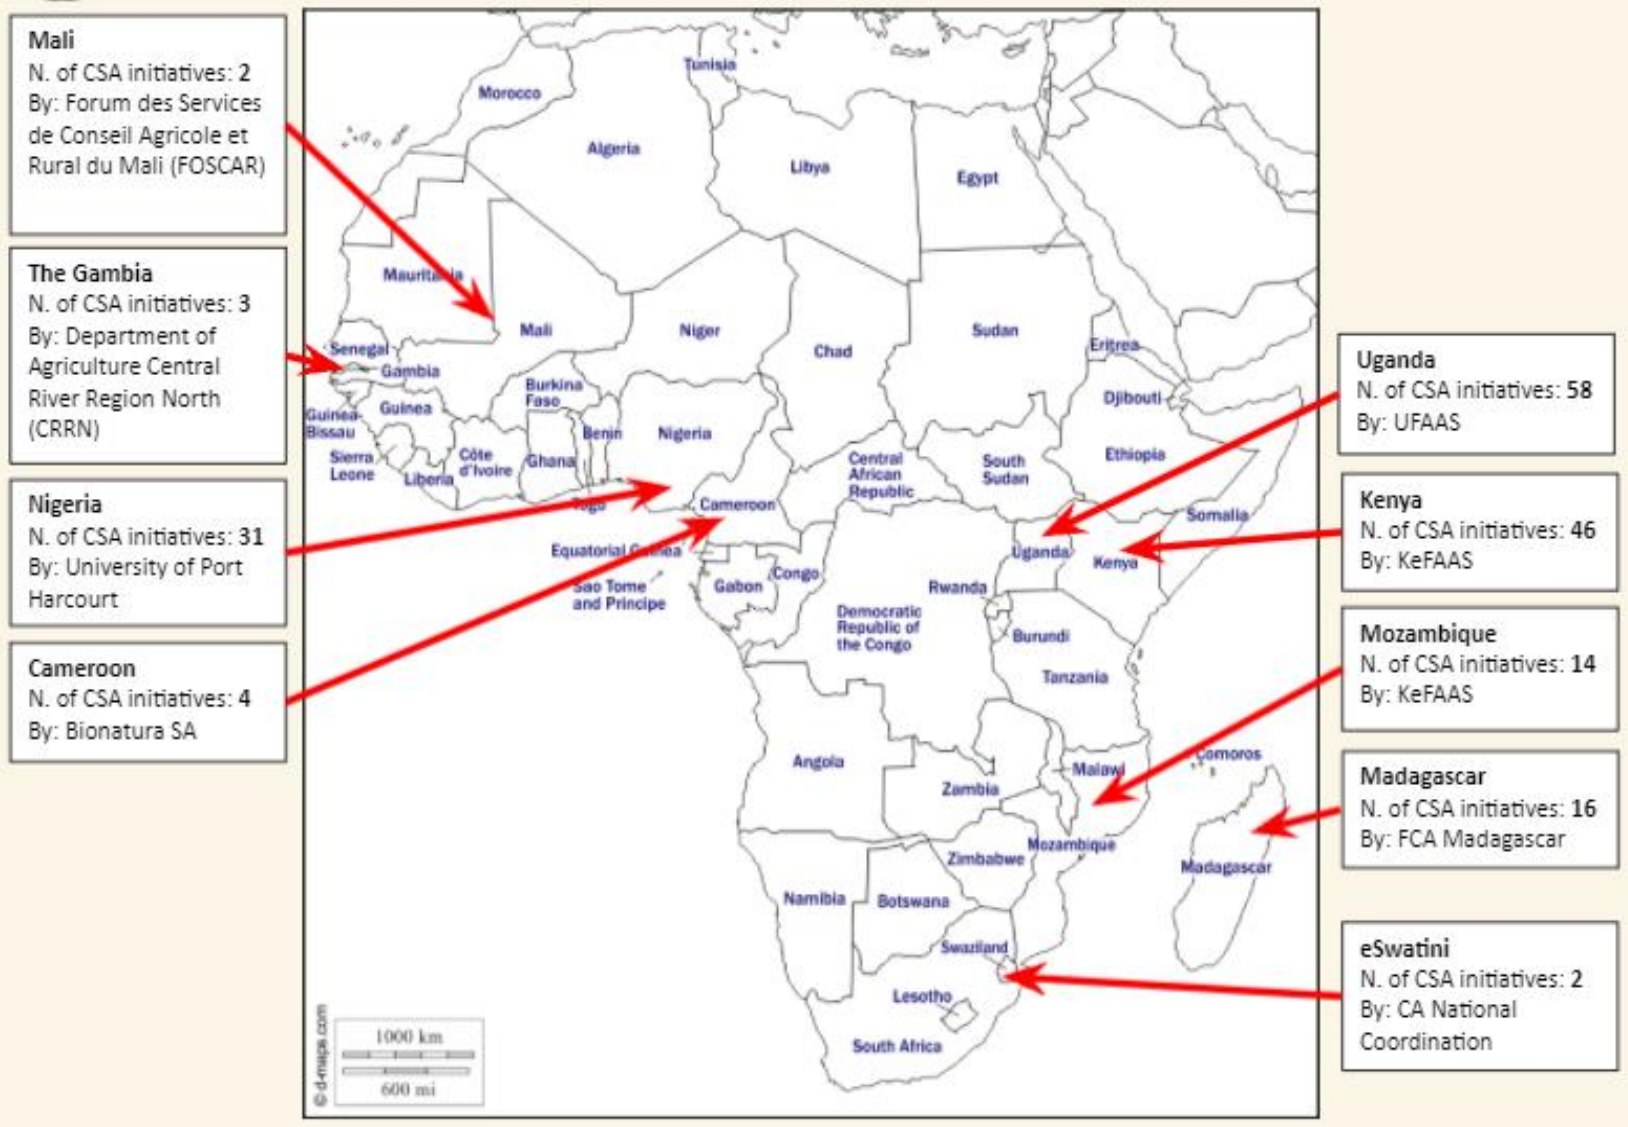 Mali
N. of CSA initiatives: 2
By: Forum des Services
de Conseil Agricole et
Rural du Mali (FOSCAR)
The Gambia
N. of CSA initiatives: 3
By: Department of
Agriculture Central
River Region North
(CRRN)
Nigeria
N. of CSA initiatives: 31
By: University of Port
Harcourt
Cameroon
N. of CSA initiatives: 4
By: Bionatura SA
Tunisia
Morocco
Algeria
Libya
Egypt
Mauritania
Mali
Niger
Chad
Sudan
Eritrea
Senegal
Gambia
Burkina
Faso
Djibouti
Guinea
Guinea-
Bissau
Benin
Nigeria
Sierra
Leone
Liberia
Côte
d'Ivoire
Ghana
Togo
Central
African
Republic
South
Sudan
Ethiopia
Somalia
Cameroon
Equatorial Guinea
Sao Tome
and Principe
Gabon
Congo
Uganda
Kenya
Rwanda
Democratic
Republic of
the Congo
Burundi
Tanzania
Angola
Zambia
Malawi
Comoros
Mozambique
Zimbabwe
Madagascar
Namibia
Botswana
Swaziland
Lesotho
South Africa
1000 km
600 mi
© d-maps.com
Uganda
N. of CSA initiatives: 58
By: UFAAS
Kenya
N. of CSA initiatives: 46
By: KeFAAS
Mozambique
N. of CSA initiatives: 14
By: KeFAAS
Madagascar
N. of CSA initiatives: 16
By: FCA Madagascar
eSwatini
N. of CSA initiatives: 2
By: CA National
Coordination